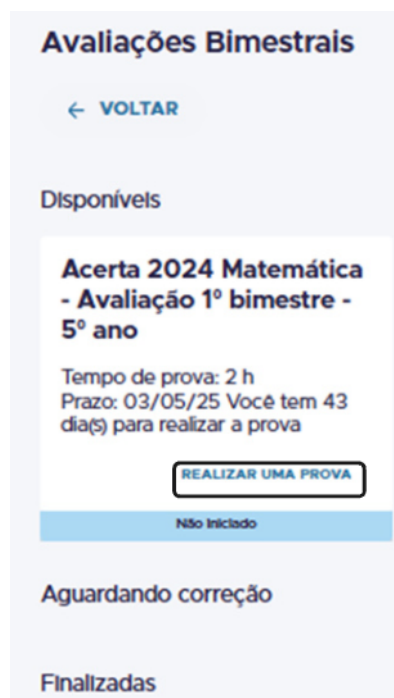 Avaliações Bimestrais
← VOLTAR
Disponíveis
Acerta 2024 Matemática
- Avaliação 1º bimestre -
5º ano
Tempo de prova: 2 h
Prazo: 03/05/25 Você tem 43
dia(s) para realizar a prova
REALIZAR UMA PROVA
Não Iniciado
Aguardando correção
Finalizadas